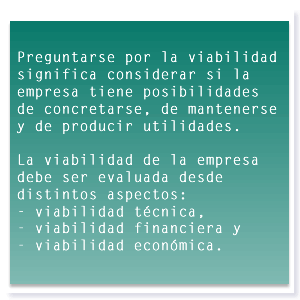 Preguntarse por la viabilidad
significa considerar si la
empresa tiene posibilidades
de concretarse, de mantenerse
y de producir utilidades.
La viabilidad de la empresa
debe ser evaluada desde
distintos aspectos:
- viabilidad técnica,
- viabilidad financiera y
- viabilidad económica.